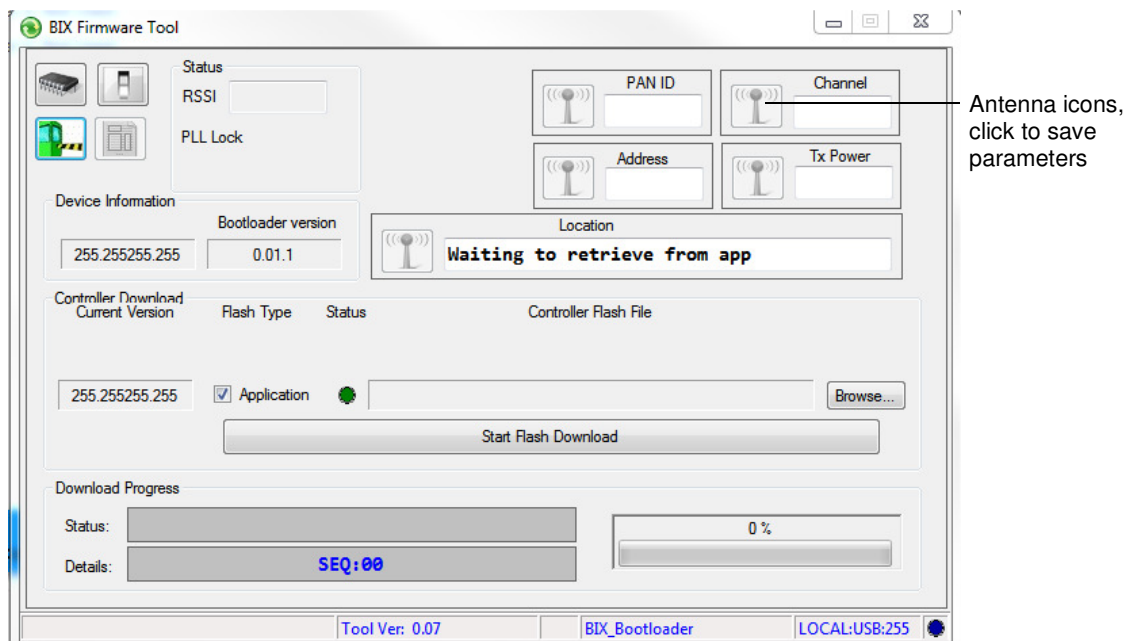 BIX Firmware Tool
Status
RSSI
PLL Lock
PAN ID
Channel
Address
Tx Power
Antenna icons,
click to save
parameters
Device Information
Bootloader version
255.255255.255
0.01.1
Location
Waiting to retrieve from app
Controller Download
Current Version
Flash Type
Status
Controller Flash File
255.255255.255
Application
Browse...
Start Flash Download
Download Progress
Status:
0 %
Details:
SEQ:00
Tool Ver: 0.07
BIX_Bootloader
LOCAL:USB:255